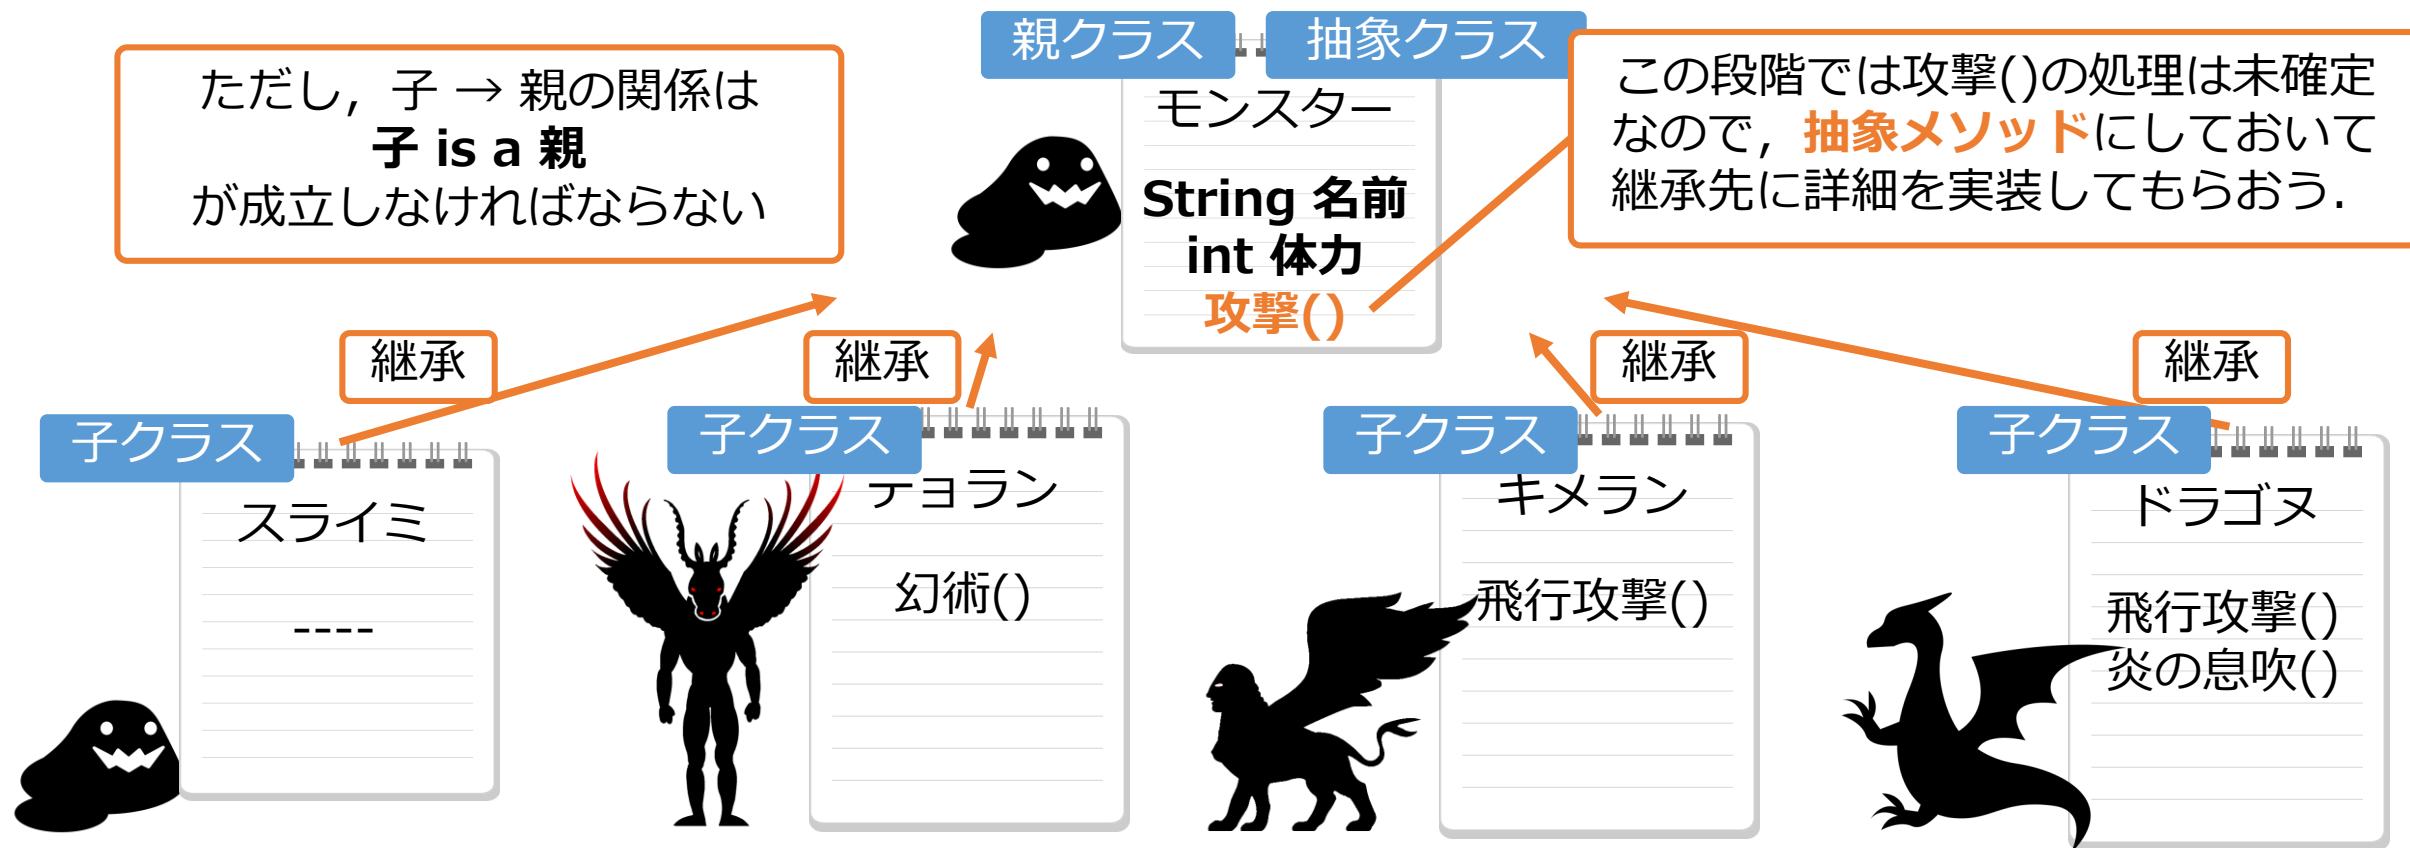 親クラス
抽象クラス
ただし，子 → 親の関係は
子 is a 親
が成立しなければならない
モンスター
String 名前
int 体力
攻撃()
この段階では攻撃()の処理は未確定
なので，抽象メソッドにしておいて
継承先に詳細を実装してもらおう．
継承
継承
継承
継承
子クラス
スライミ
----
子クラス
デョラン
幻術()
子クラス
キメラン
飛行攻撃()
子クラス
ドラゴヌ
飛行攻撃()
炎の息吹()